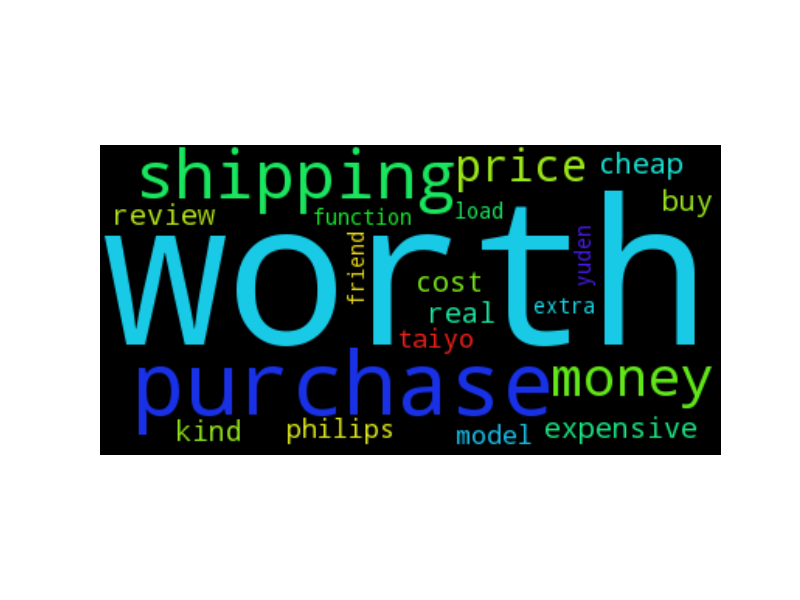 shipping
price
cheap
buy
review
function
load
worth
friend
yuden
cost
extra
real
taiyo
purchase
money
kind
philips
model
expensive